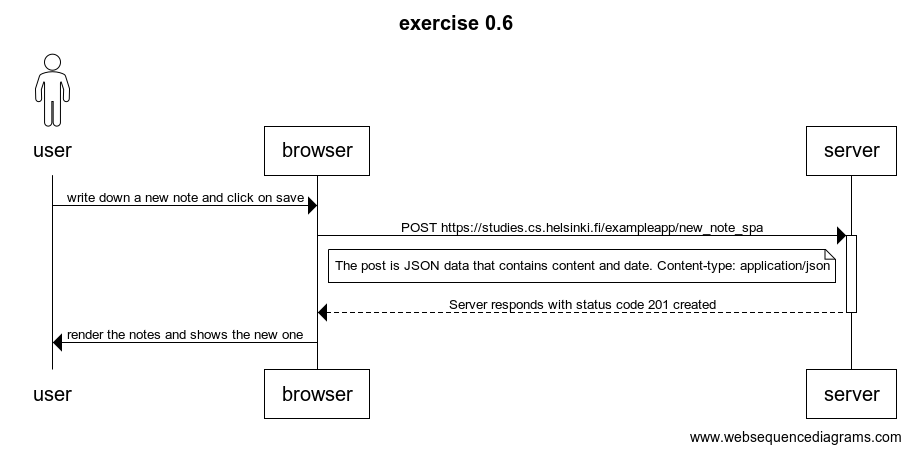 exercise 0.6
user
browser
server
write down a new note and click on save
POST https://studies.cs.helsinki.fi/exampleapp/new_note_spa
The post is JSON data that contains content and date. Content-type: application/json
Server responds with status code 201 created
render the notes and shows the new one
user
browser
server
www.websequencediagrams.com